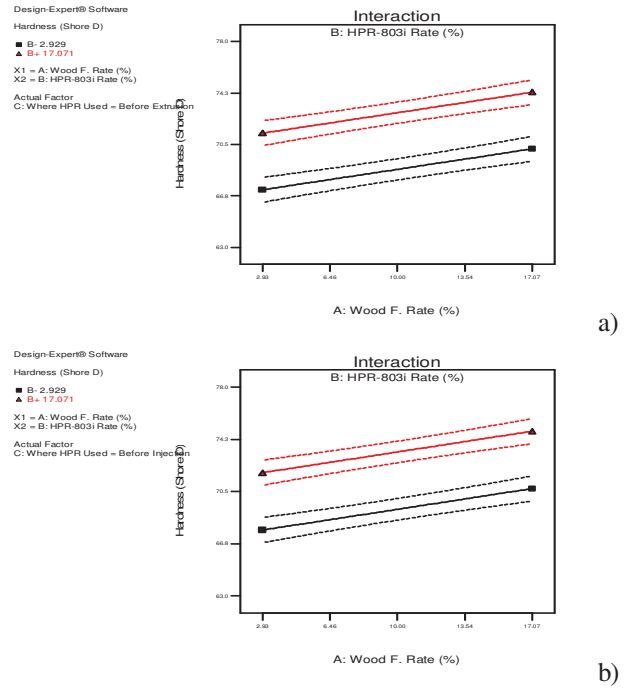 Design-Expert® Software
Hardness (Shore D)
B- 2.929
B+ 17.071
X1 = A: Wood F. Rate (%)
X2 = B: HPR-803i Rate (%)
Actual Factor
C: Where HPR Used = Before Extrusion
Interaction
B: HPR-803i Rate (%)
Hardness (Shore D)
78.0
74.3
70.5
66.8
63.0
2.93 6.46 10.00 13.54 17.07
A: Wood F. Rate (%)
a)
Design-Expert® Software
Hardness (Shore D)
B- 2.929
B+ 17.071
X1 = A: Wood F. Rate (%)
X2 = B: HPR-803i Rate (%)
Actual Factor
C: Where HPR Used = Before Injection
Interaction
B: HPR-803i Rate (%)
Hardness (Shore D)
78.0
74.3
70.5
66.8
63.0
2.93 6.46 10.00 13.54 17.07
A: Wood F. Rate (%)
b)